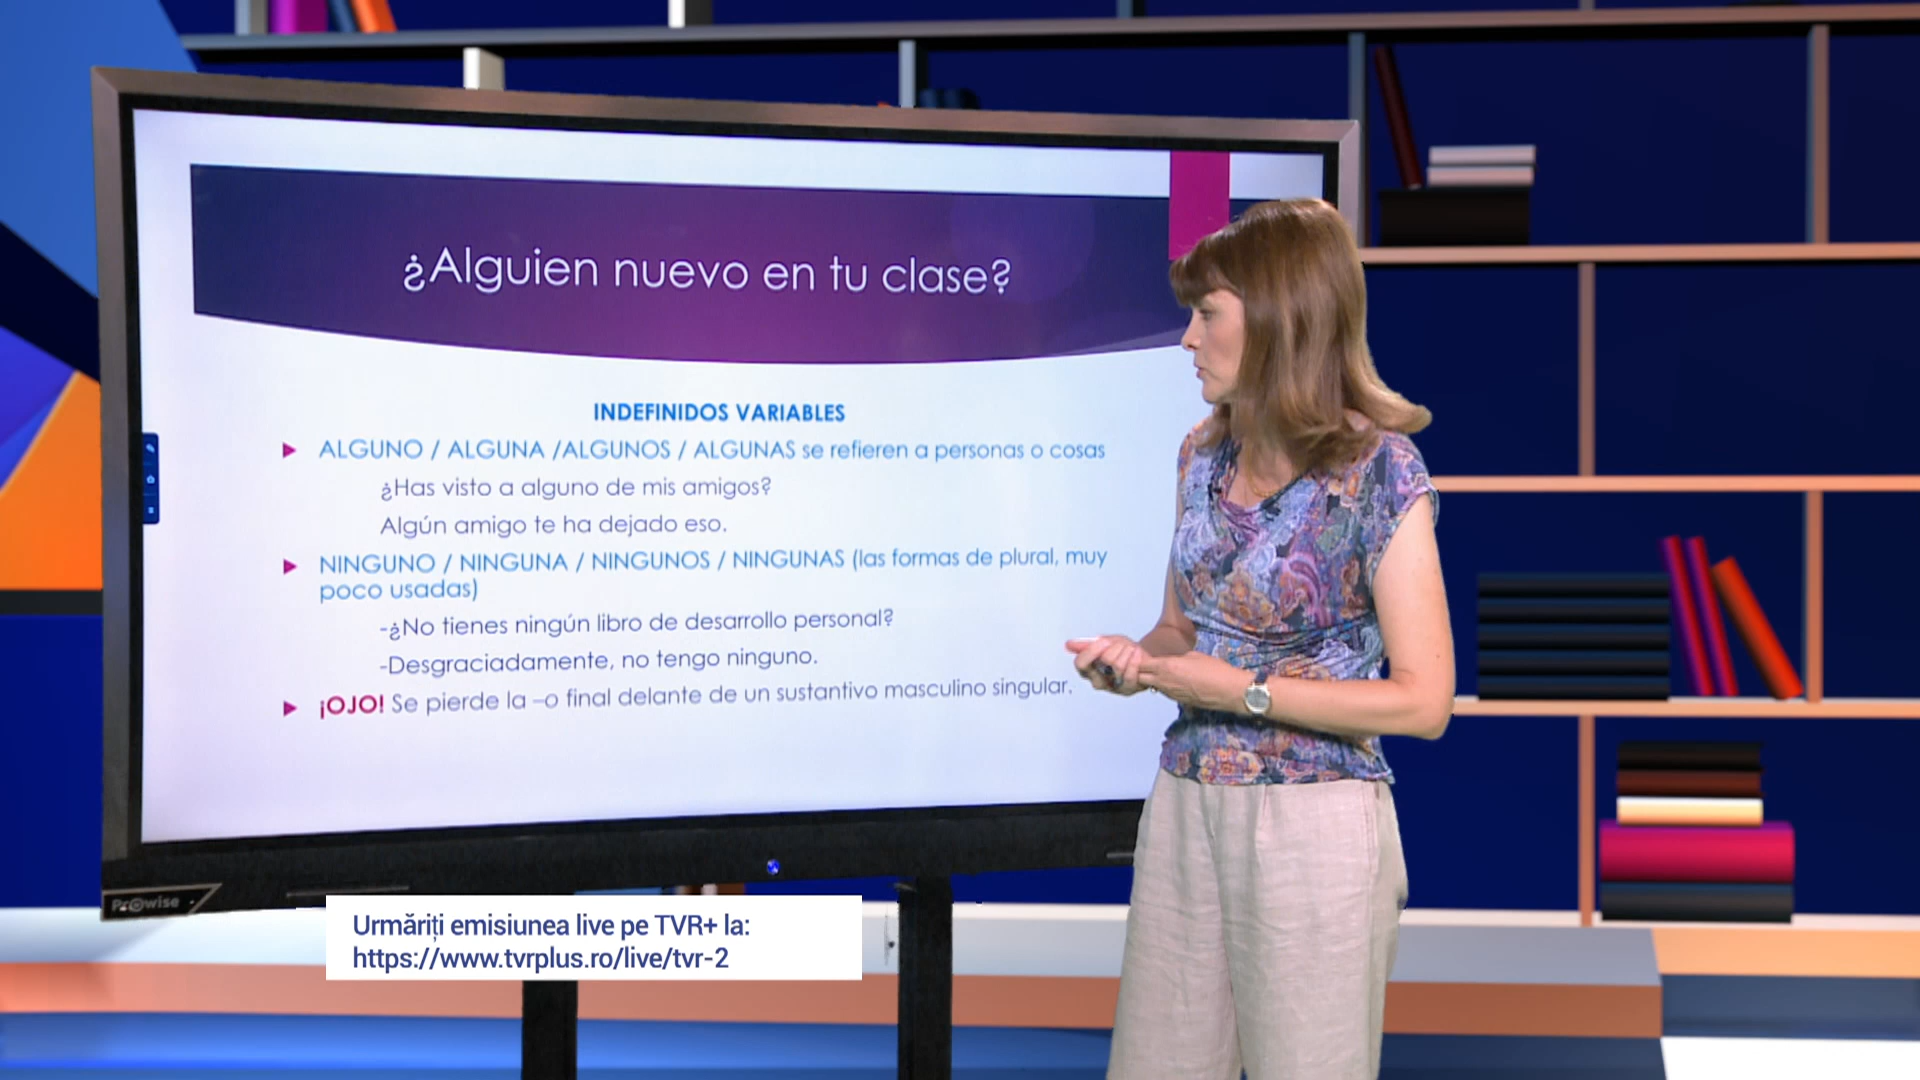 ¿Alguien nuevo en tu clase?
INDEFINIDOS VARIABLES
ALGUNO / ALGUNA /ALGUNOS / ALGUNAS se refieren a personas o cosas
¿Has visto a alguno de mis amigos?
Algún amigo te ha dejado eso.
NINGUNO / NINGUNA / NINGUNOS / NINGUNAS (las formas de plural, muy
poco usadas)
-¿No tienes ningún libro de desarrollo personal?
-Desgraciadamente, no tengo ninguno.
¡OJO! Se pierde la –o final delante de un sustantivo masculino singular.
Prowise
Urmăriți emisiunea live pe TVR+ la:
https://www.tvrplus.ro/live/tvr-2